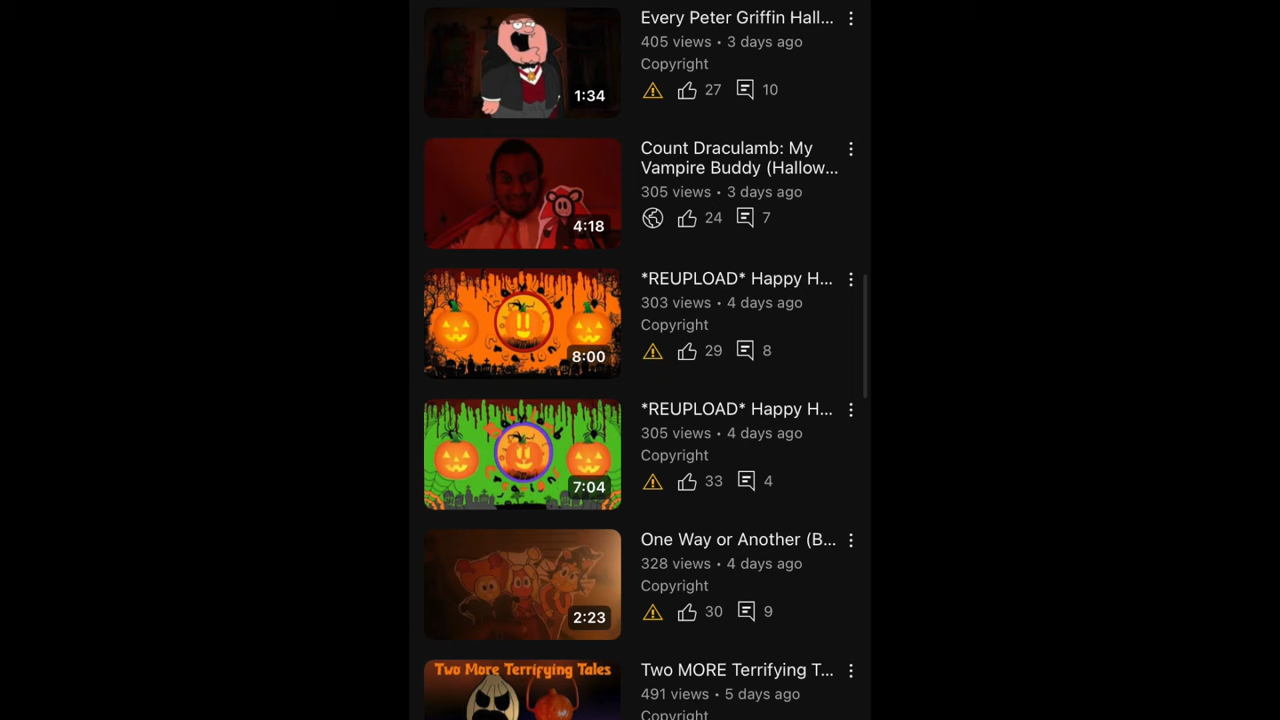 Every Peter Griffin Hall...
405 views • 3 days ago
Copyright
27
10
1:34
Count Draculamb: My
Vampire Buddy (Hallow...
305 views • 3 days ago
24
7
4:18
*REUPLOAD* Happy H...
303 views • 4 days ago
Copyright
29
8
8:00
*REUPLOAD* Happy H...
305 views • 4 days ago
Copyright
33
4
7:04
One Way or Another (B...
328 views • 4 days ago
Copyright
30
9
2:23
Two More Terrifying Tales
Two MORE Terrifying T...
491 views • 5 days ago
Copyright